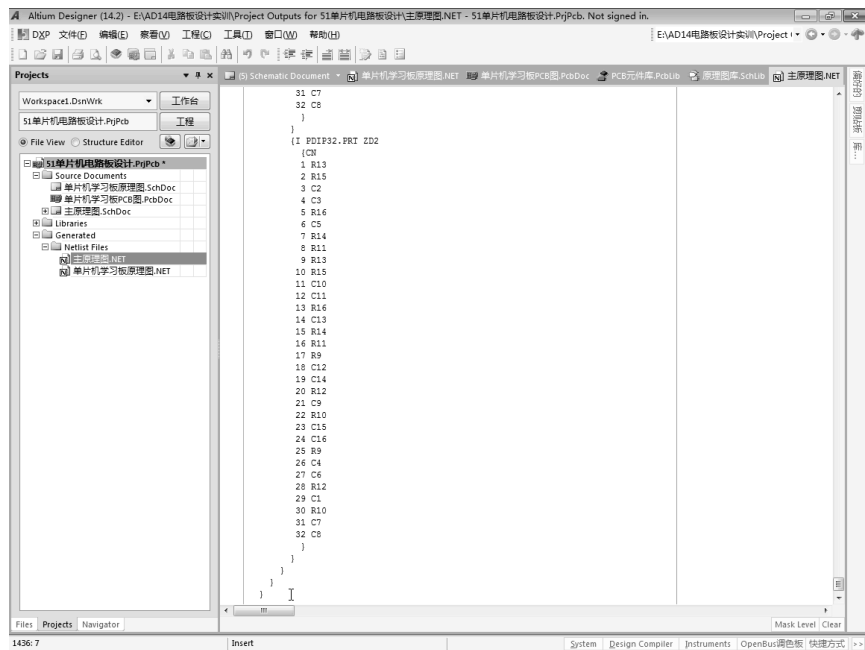 Altium Designer (14.2) - E:\AD14电路板设计实训\Project Outputs for 51单片机电路板设计\主原理图.NET - 51单片机电路板设计.PrjPcb. Not signed in.
DXP 文件(F) 编辑(E) 察看(V) 工程(C) 工具(T) 窗口(W) 帮助(H)
E:\AD14电路板设计实训\Project
Projects
(5) Schematic Document 单片机学习板原理图.NET 单片机学习板PCB图.PcbDoc PCB元件库.PcbLib 原理图库.SchLib 主原理图.NET
Workspace1.DsnWrk 工作台
51单片机电路板设计.PrjPcb 工程
File View Structure Editor
51单片机电路板设计.PrjPcb *
Source Documents
单片机学习板原理图.SchDoc
单片机学习板PCB图.PcbDoc
主原理图.SchDoc
Libraries
Generated
Netlist Files
主原理图.NET
单片机学习板原理图.NET
31 C7
32 C8
}
}
{I PDIP32.PRT ZD2
{CN
1 R13
2 R15
3 C2
4 C3
5 R16
6 C5
7 R14
8 R11
9 R13
10 R15
11 C10
12 C11
13 R16
14 C13
15 R14
16 R11
17 R9
18 C12
19 C14
20 R12
21 C9
22 R10
23 C15
24 C16
25 R9
26 C4
27 C6
28 R12
29 C1
30 R10
31 C7
32 C8
}
}
}
}
}
偏好的
剪贴板
库...
Files Projects Navigator
Mask Level Clear
1436: 7 Insert
System Design Compiler Instruments OpenBus调色板 快捷方式 >>